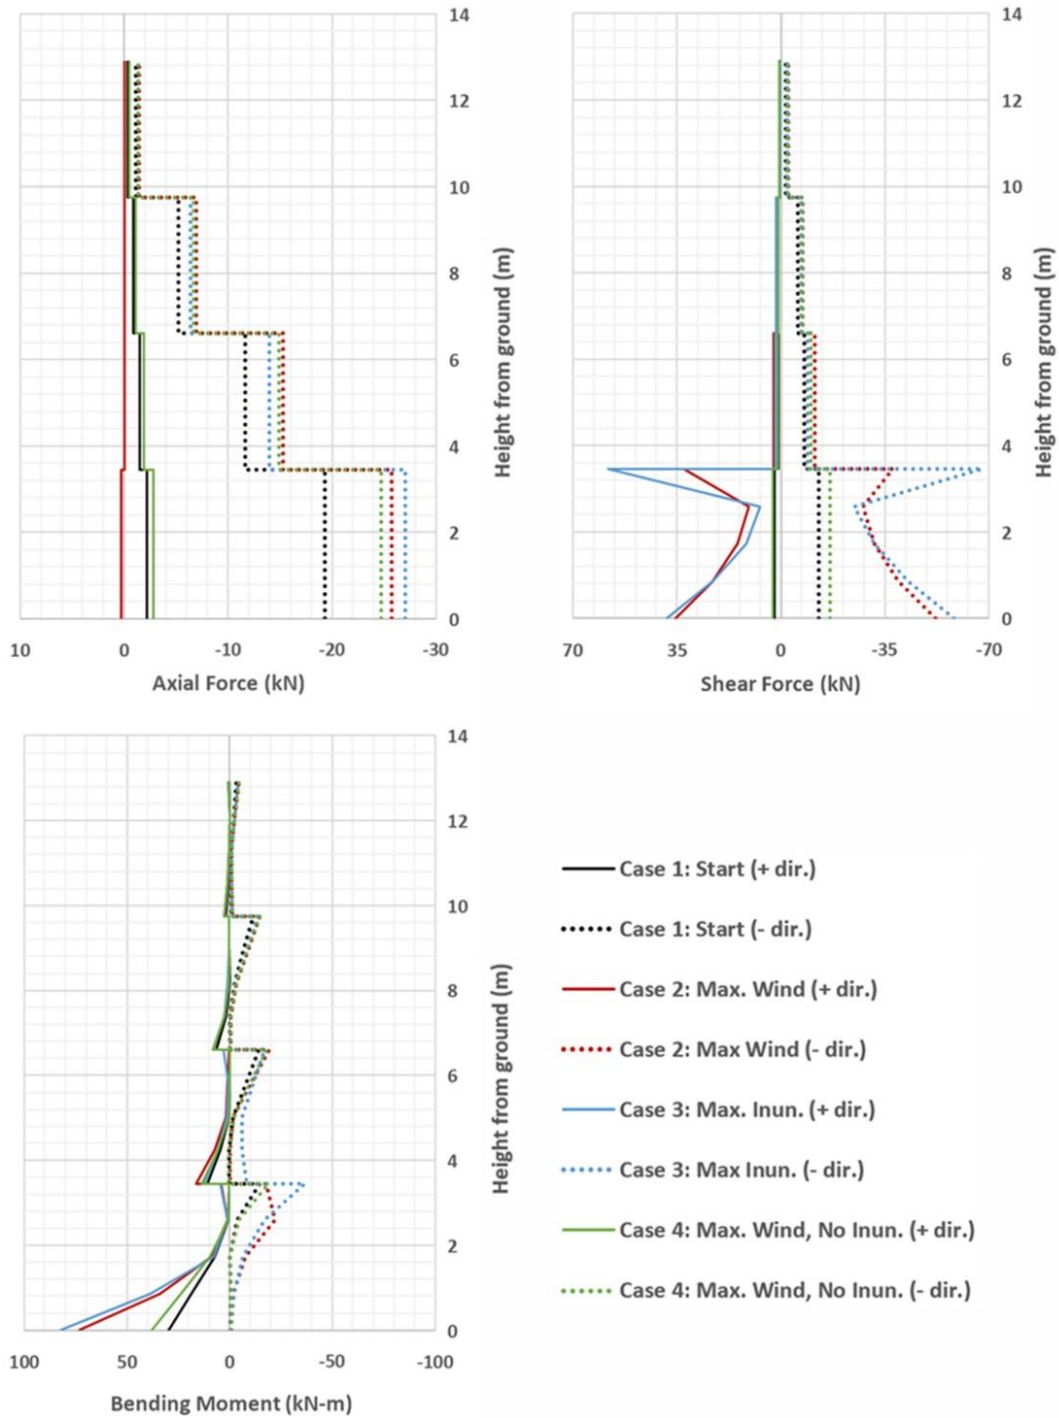 14
12
10
8
6
4
2
0
Height from ground (m)
10
0
-10
-20
-30
Axial Force (kN)
14
12
10
8
6
4
2
0
Height from ground (m)
70
35
0
-35
-70
Shear Force (kN)
14
12
10
8
6
4
2
0
Height from ground (m)
100
50
0
-50
-100
Bending Moment (kN-m)
Case 1: Start (+ dir.)
Case 1: Start (- dir.)
Case 2: Max. Wind (+ dir.)
Case 2: Max Wind (- dir.)
Case 3: Max. Inun. (+ dir.)
Case 3: Max Inun. (- dir.)
Case 4: Max. Wind, No Inun. (+ dir.)
Case 4: Max. Wind, No Inun. (- dir.)